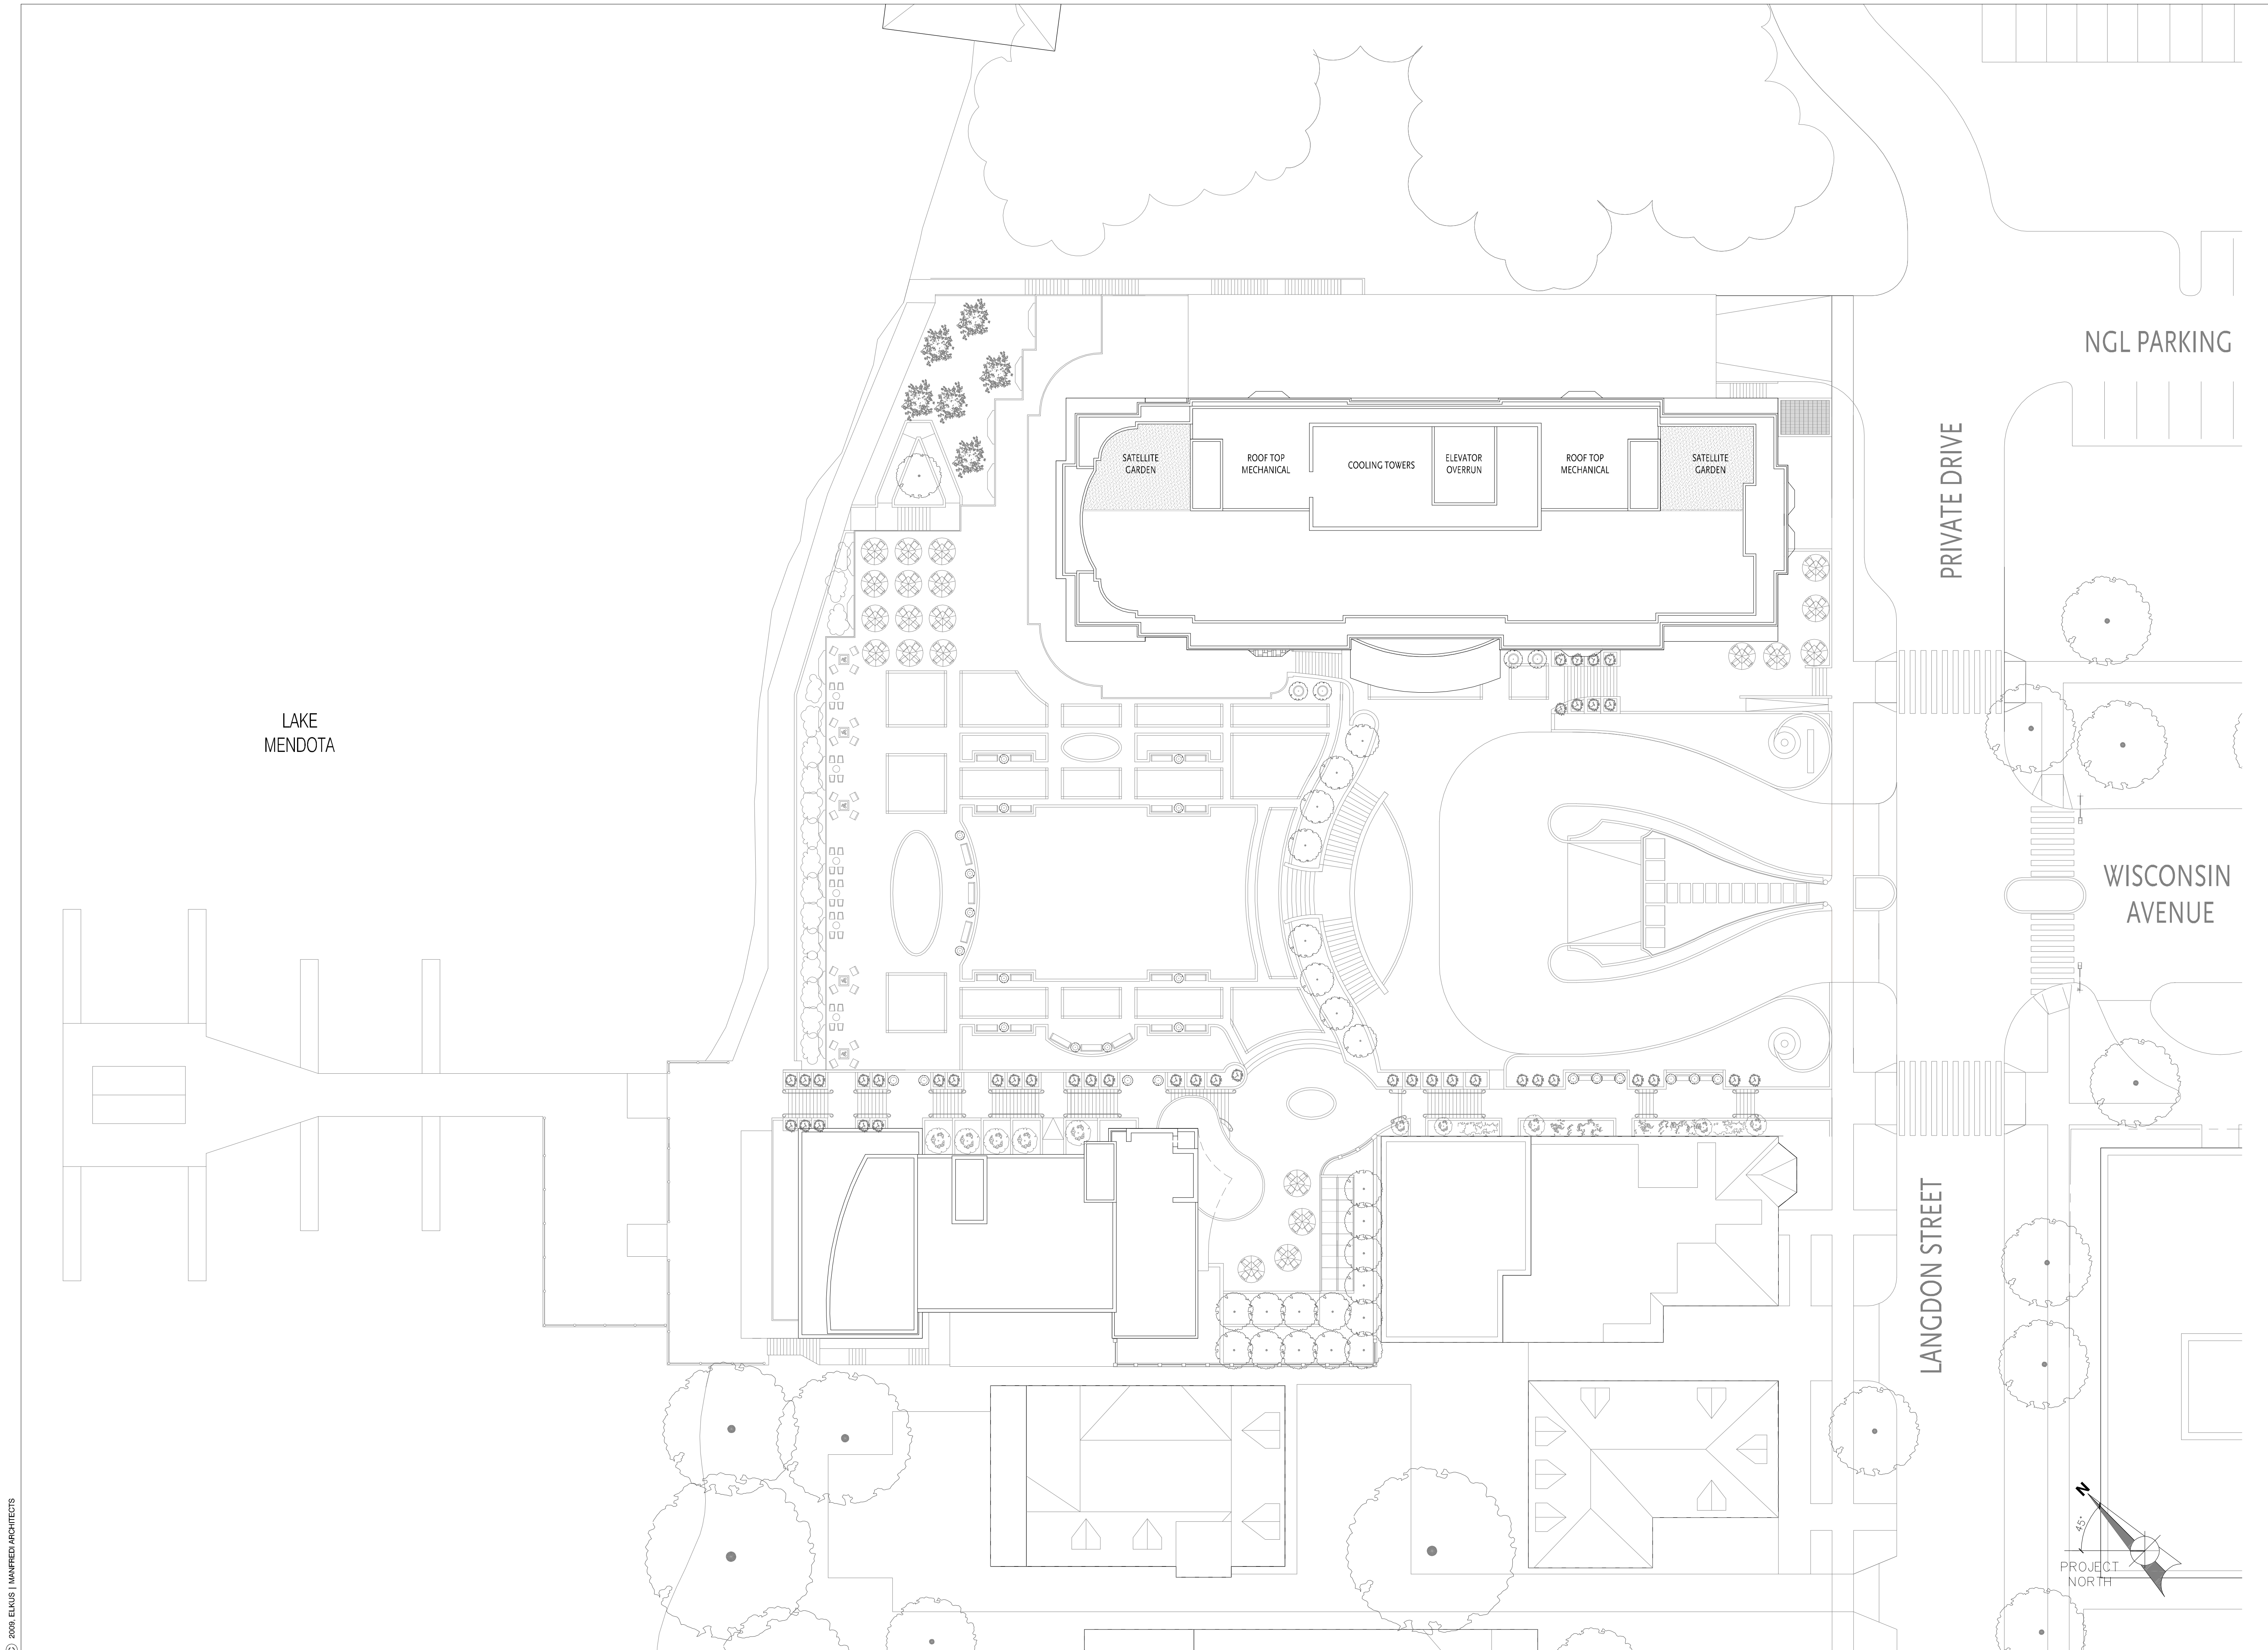 NGL PARKING
PRIVATE DRIVE
SATELLITE
GARDEN
ROOF TOP
MECHANICAL
COOLING TOWERS
ELEVATOR
OVERRUN
ROOF TOP
MECHANICAL
SATELLITE
GARDEN
LAKE
MENDOTA
WISCONSIN
AVENUE
LANGDON STREET
N
45°
PROJECT
NORTH
© 2009, ELKUS | MANFREDI ARCHITECTS